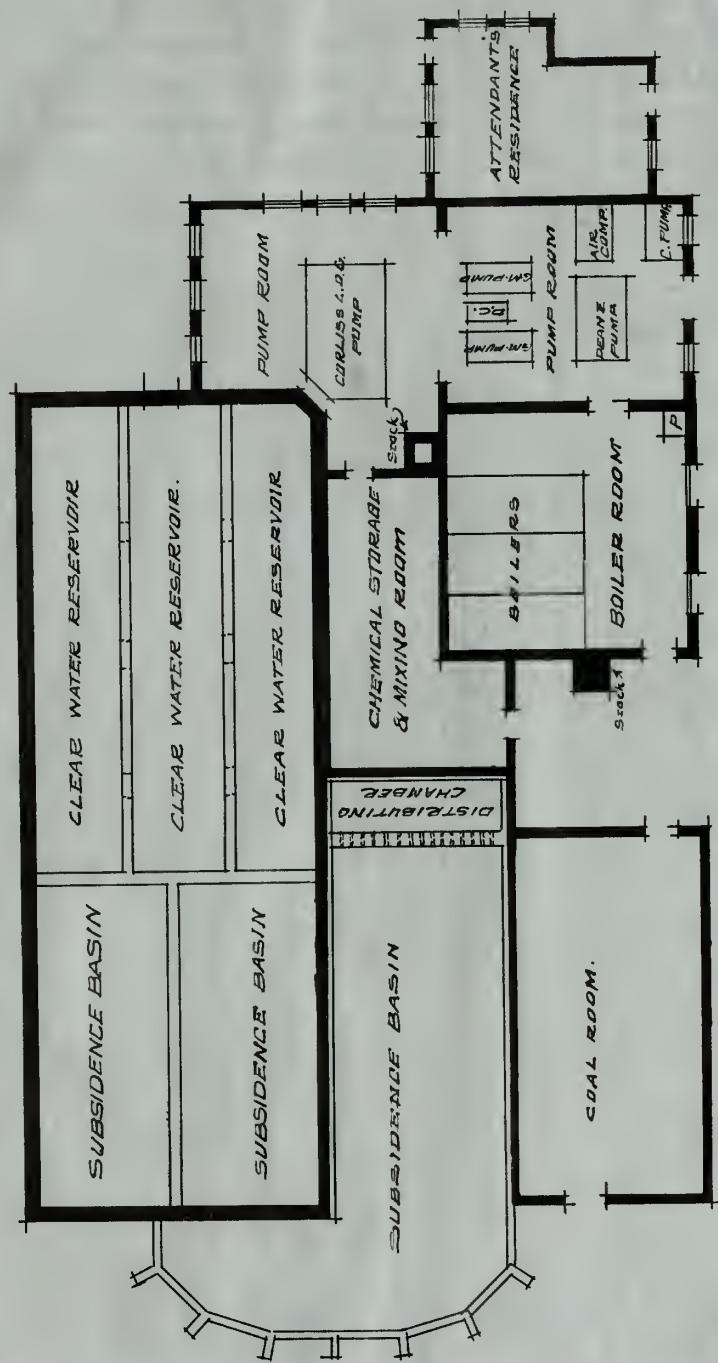 SUBSIDENCE BASIN
SUBSIDENCE BASIN
CLEAR WATER RESERVOIR
CLEAR WATER RESERVOIR.
CLEAR WATER RESERVOIR
SUBSIDENCE BASIN
DISTRIBUTING
CHAMBER
CHEMICAL STORAGE
& MIXING ROOM
Stack
PUMP ROOM
CORLISS L.D.G.
PUMP
COAL ROOM.
Stack
BOILERS
BOILER ROOM
P
GM-PUMP
D.C.
GM-PUMP
PUMP ROOM
DEANE
PUMP
AIR
COMP.
C. PUMP
ATTENDANT'S
RESIDENCE